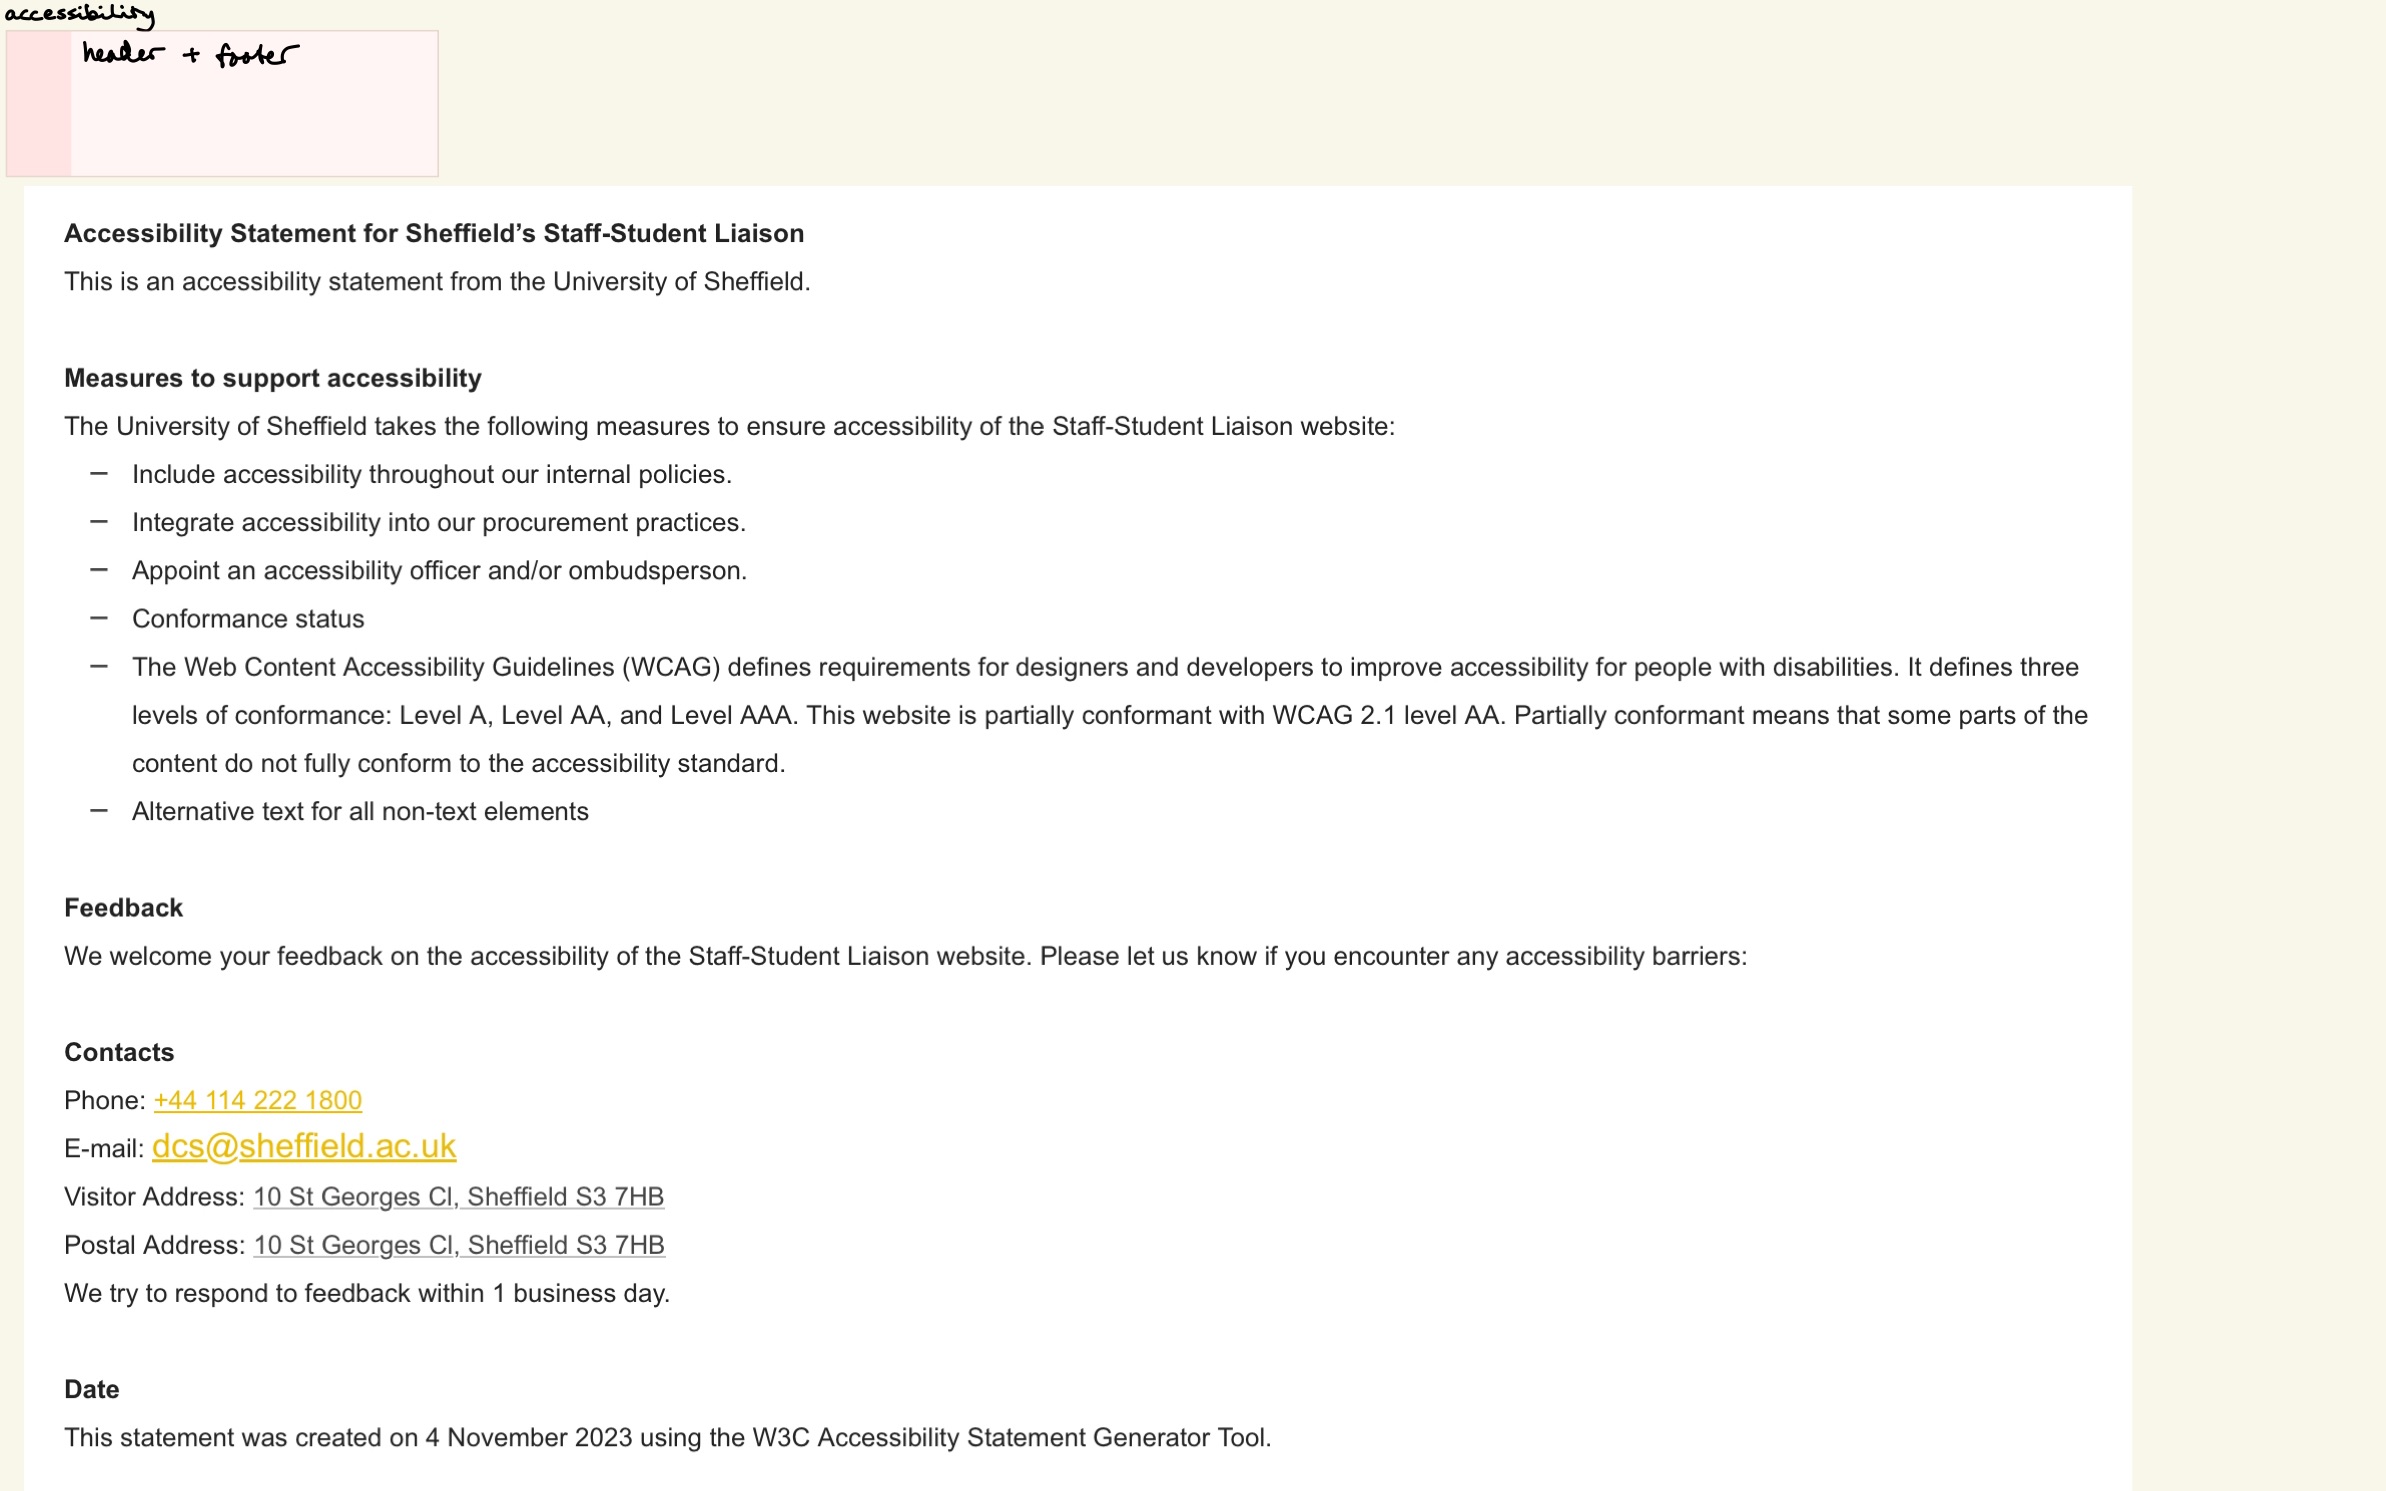 accessibility
header + footer
Accessibility Statement for Sheffield’s Staff-Student Liaison
This is an accessibility statement from the University of Sheffield.
Measures to support accessibility
The University of Sheffield takes the following measures to ensure accessibility of the Staff-Student Liaison website:
— Include accessibility throughout our internal policies.
— Integrate accessibility into our procurement practices.
— Appoint an accessibility officer and/or ombudsperson.
— Conformance status
— The Web Content Accessibility Guidelines (WCAG) defines requirements for designers and developers to improve accessibility for people with disabilities. It defines three
levels of conformance: Level A, Level AA, and Level AAA. This website is partially conformant with WCAG 2.1 level AA. Partially conformant means that some parts of the
content do not fully conform to the accessibility standard.
— Alternative text for all non-text elements
Feedback
We welcome your feedback on the accessibility of the Staff-Student Liaison website. Please let us know if you encounter any accessibility barriers:
Contacts
Phone: +44 114 222 1800
E-mail: dcs@sheffield.ac.uk
Visitor Address: 10 St Georges Cl, Sheffield S3 7HB
Postal Address: 10 St Georges Cl, Sheffield S3 7HB
We try to respond to feedback within 1 business day.
Date
This statement was created on 4 November 2023 using the W3C Accessibility Statement Generator Tool.